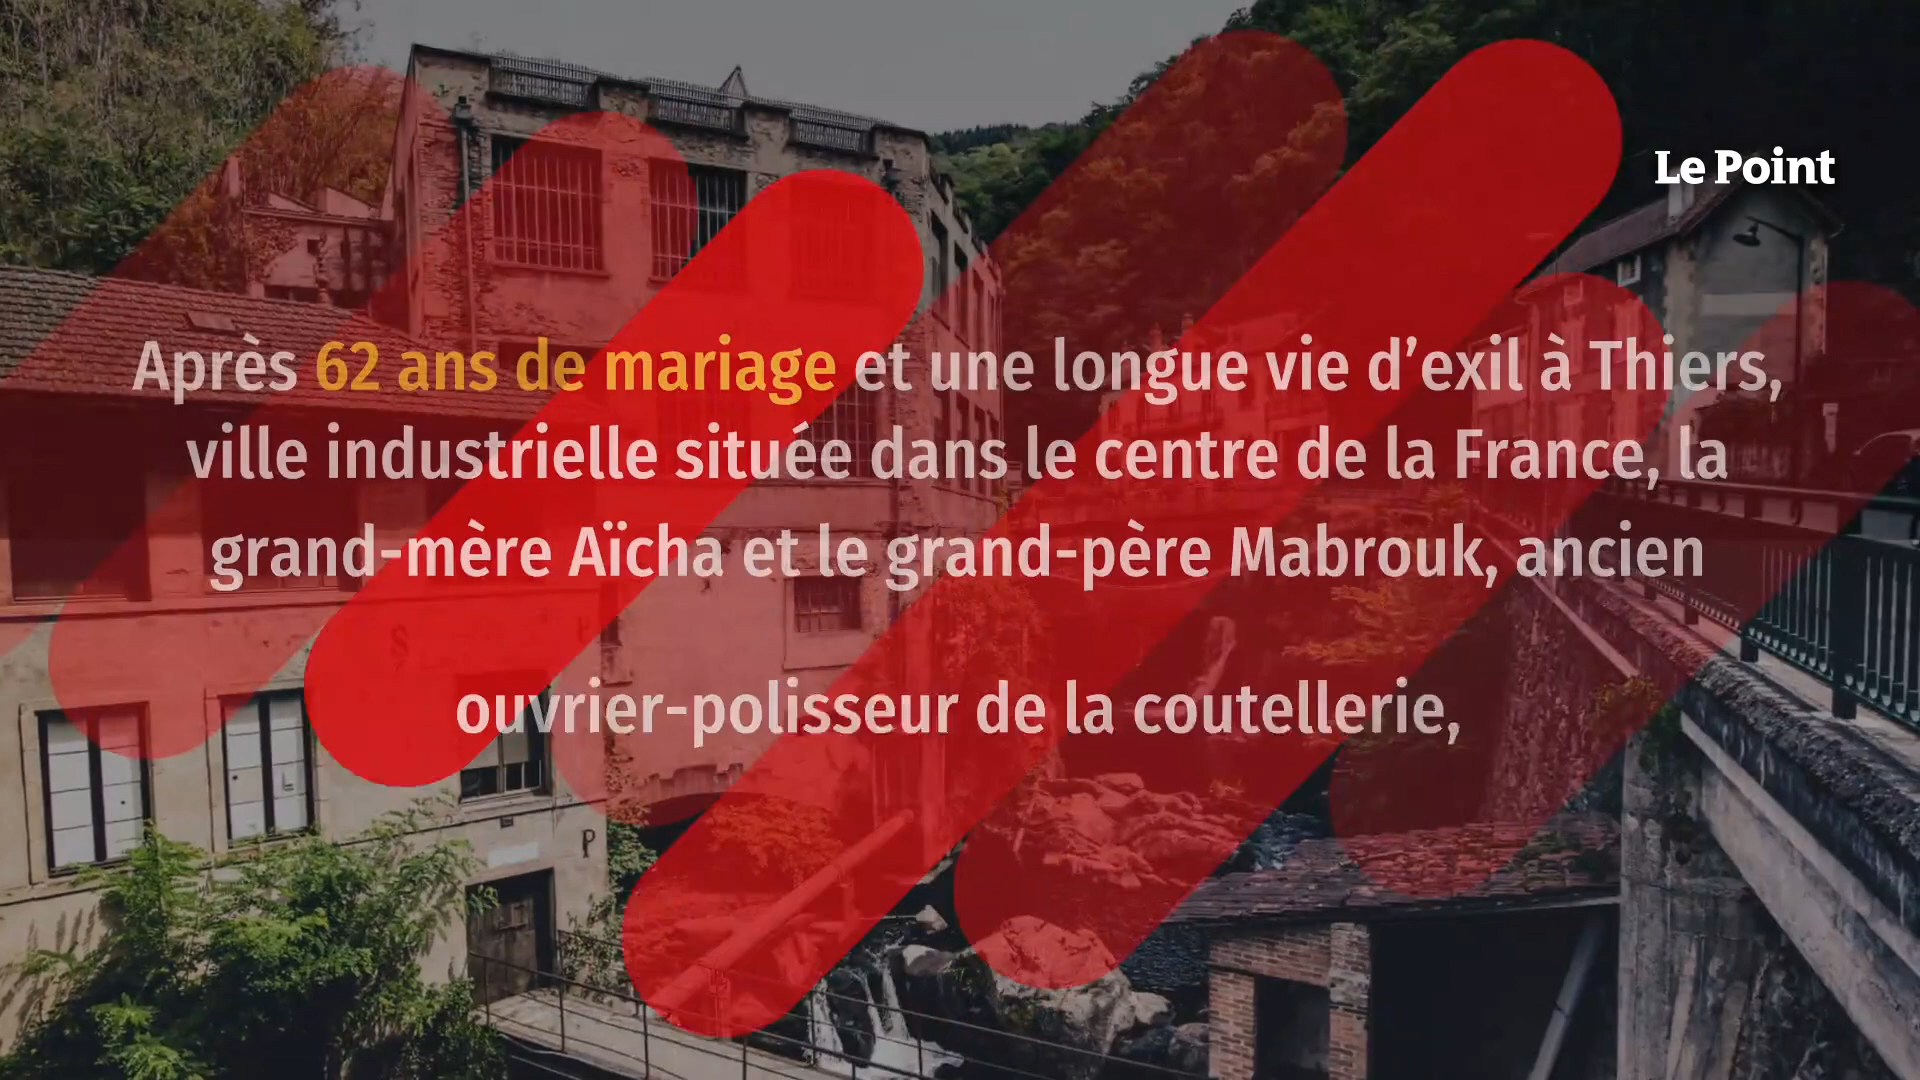 Le Point
Après 62 ans de mariage et une longue vie d’exil à Thiers,
ville industrielle située dans le centre de la France, la
grand-mère Aïcha et le grand-père Mabrouk, ancien
ouvrier-polisseur de la coutellerie,